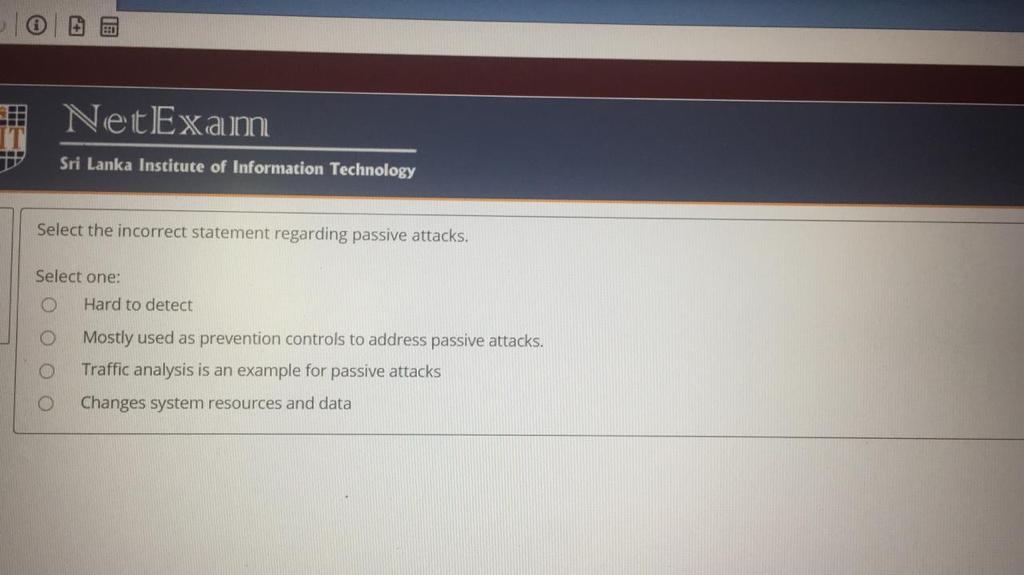 IT
NetExam
Sri Lanka Institute of Information Technology
Select the incorrect statement regarding passive attacks.
Select one:
Hard to detect
Mostly used as prevention controls to address passive attacks.
Traffic analysis is an example for passive attacks
Changes system resources and data